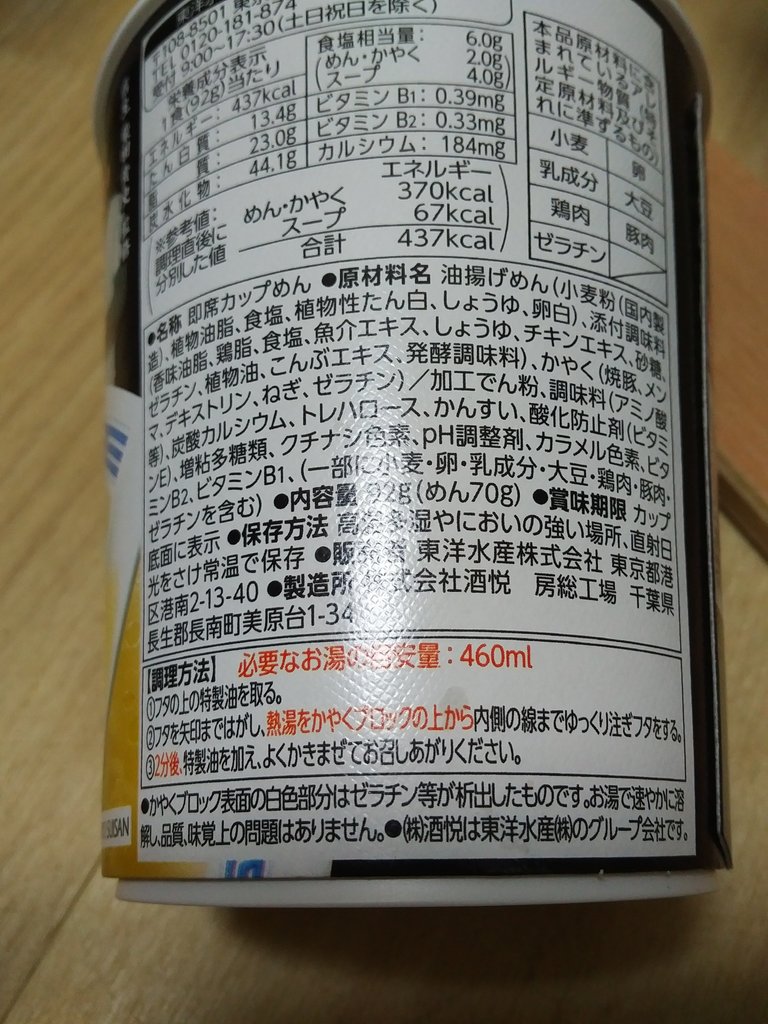 〒108-8501 東京
TEL 0120-181-874
受付 9:00～17:30(土日祝日を除く)
栄養成分表示
1食(92g)当たり
エネルギー: 437kcal
たん白質: 13.4g
脂質: 23.0g
炭水化物: 44.1g
食塩相当量: 6.0g
(めん・かやく 2.0g
スープ 4.0g)
ビタミンB1: 0.39mg
ビタミンB2: 0.33mg
カルシウム: 184mg
※参考値:
調理直後に
分別した値
エネルギー
めん・かやく 370kcal
スープ 67kcal
合計 437kcal
本品原材料に含
まれているアレ
ルギー物質(特
定原材料及びそ
れに準ずるもの)
小麦 卵
乳成分 大豆
鶏肉 豚肉
ゼラチン
●名称 即席カップめん ●原材料名 油揚げめん(小麦粉(国内製
造)、植物油脂、食塩、植物性たん白、しょうゆ、卵白)、添付調味料
(香味油脂、鶏脂、食塩、魚介エキス、しょうゆ、チキンエキス、砂糖、
ゼラチン、植物油、こんぶエキス、発酵調味料)、かやく(焼豚、メン
マ、デキストリン、ねぎ、ゼラチン)／加工でん粉、調味料(アミノ酸
等)、炭酸カルシウム、トレハロース、かんすい、酸化防止剤(ビタミ
ンE)、増粘多糖類、クチナシ色素、pH調整剤、カラメル色素、ビタ
ミンB2、ビタミンB1、(一部に小麦・卵・乳成分・大豆・鶏肉・豚肉・
ゼラチンを含む) ●内容量 92g(めん70g) ●賞味期限 カップ
底面に表示 ●保存方法 高温多湿やにおいの強い場所、直射日
光をさけ常温で保存 ●販売者 東洋水産株式会社 東京都港
区港南2-13-40 ●製造所 株式会社酒悦 房総工場 千葉県
長生郡長南町美原台1-34
【調理方法】 必要なお湯の目安量:460ml
①フタの上の特製油を取る。
②フタを矢印まではがし、熱湯をかやくブロックの上から内側の線までゆっくり注ぎフタをする。
③2分後、特製油を加え、よくかきまぜてお召しあがりください。
●かやくブロック表面の白色部分はゼラチン等が析出したものです。お湯で速やかに溶
解し、品質、味覚上の問題はありません。●(株)酒悦は東洋水産(株)のグループ会社です。
SUISAN